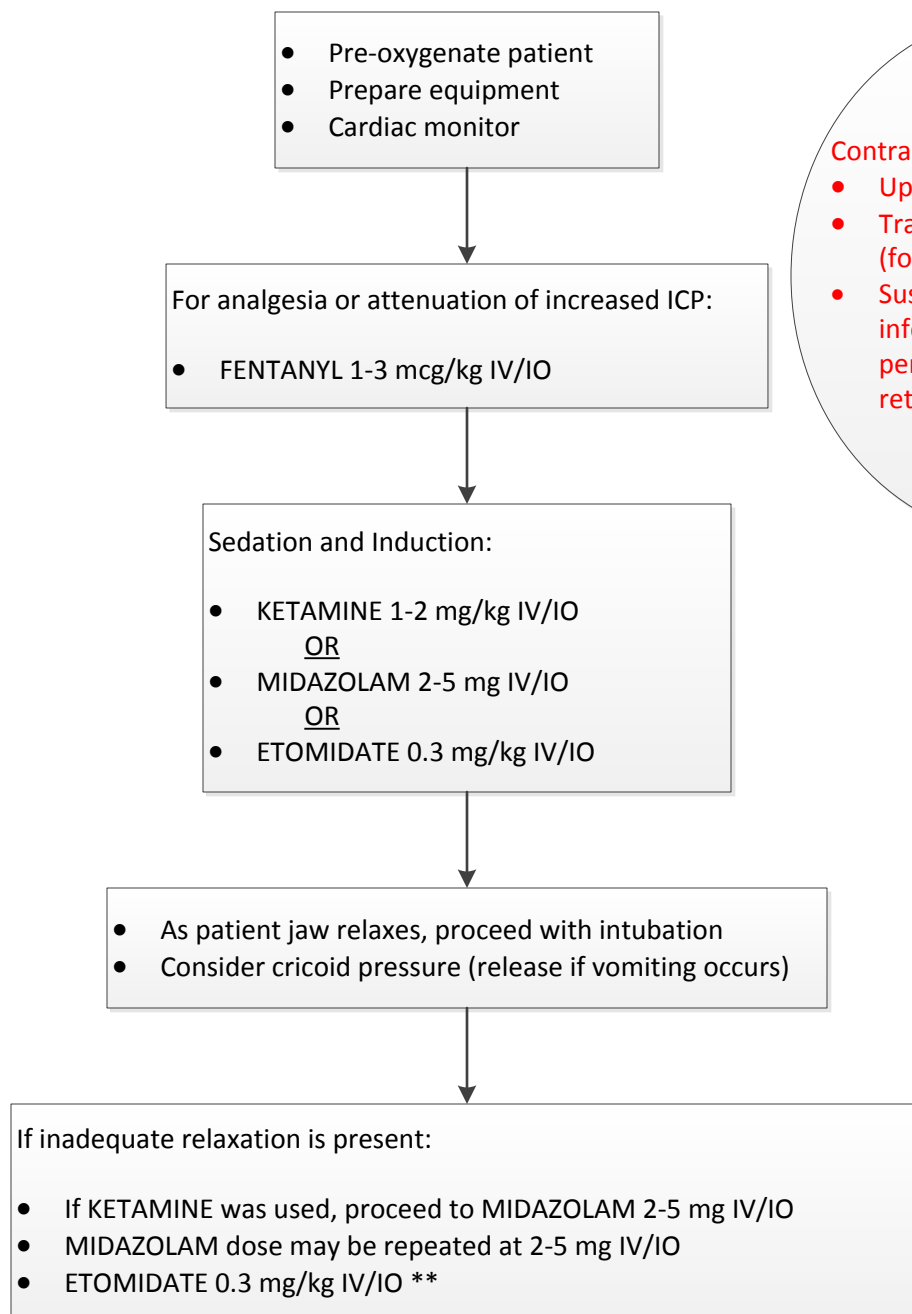 • Pre-oxygenate patient
• Prepare equipment
• Cardiac monitor
For analgesia or attenuation of increased ICP:
• FENTANYL 1-3 mcg/kg IV/IO
Sedation and Induction:
• KETAMINE 1-2 mg/kg IV/IO
OR
• MIDAZOLAM 2-5 mg IV/IO
OR
• ETOMIDATE 0.3 mg/kg IV/IO
• As patient jaw relaxes, proceed with intubation
• Consider cricoid pressure (release if vomiting occurs)
If inadequate relaxation is present:
• If KETAMINE was used, proceed to MIDAZOLAM 2-5 mg IV/IO
• MIDAZOLAM dose may be repeated at 2-5 mg IV/IO
• ETOMIDATE 0.3 mg/kg IV/IO **